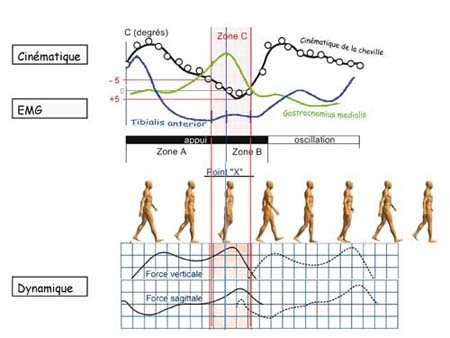 C (degrés)
Zone C
Cinématique
Cinématique de la cheville
- 5
0
+5
EMG
Tibialis anterior
Gastrocnemius medialis
appui
oscillation
Zone A
Zone B
Point "X"
Force verticale
Dynamique
Force sagittale